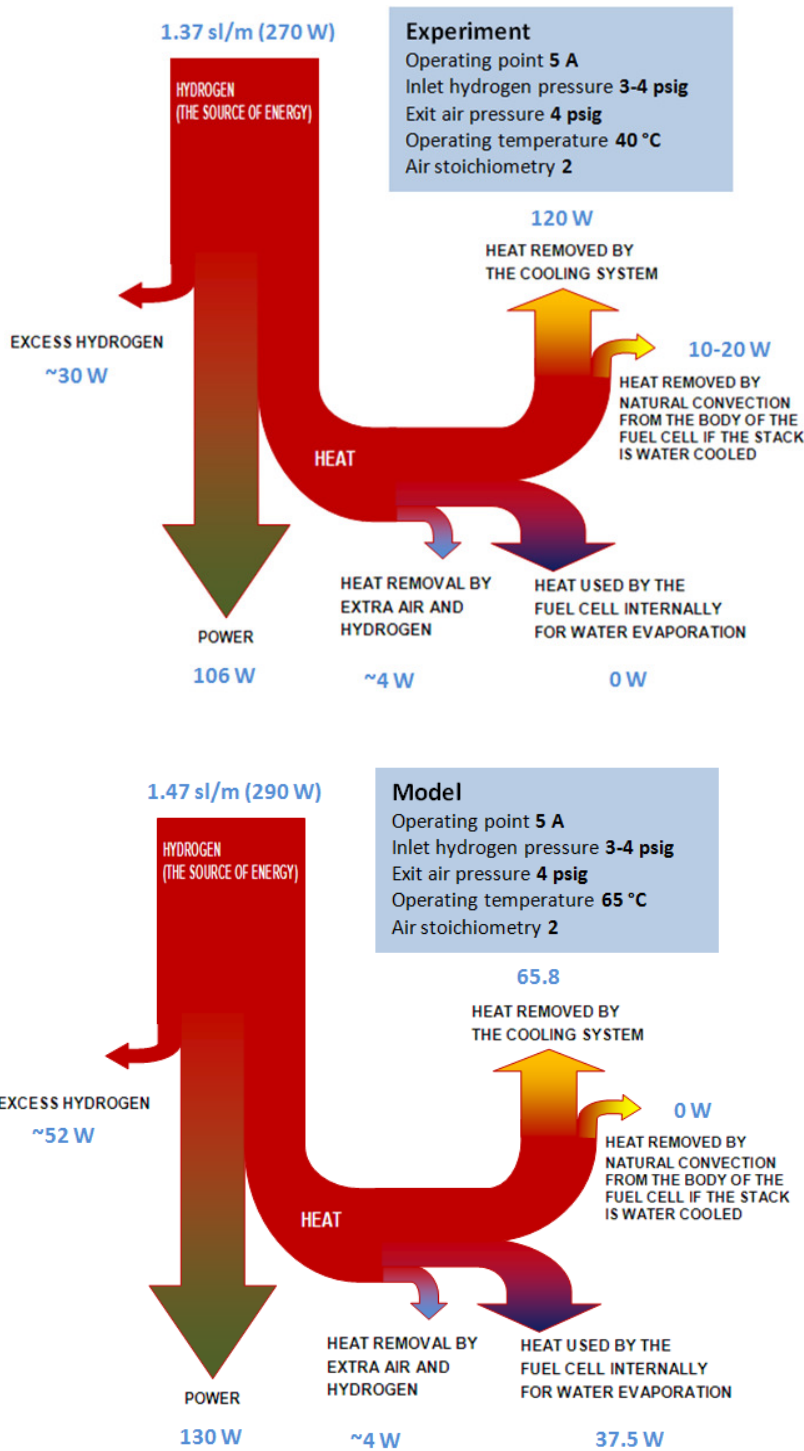 1.37 sl/m (270 W)
Experiment
Operating point 5 A
Inlet hydrogen pressure 3-4 psig
Exit air pressure 4 psig
Operating temperature 40 °C
Air stoichiometry 2
HYDROGEN
(THE SOURCE OF ENERGY)
120 W
HEAT REMOVED BY
THE COOLING SYSTEM
EXCESS HYDROGEN
~30 W
10-20 W
HEAT REMOVED BY
NATURAL CONVECTION
FROM THE BODY OF THE
FUEL CELL IF THE STACK
IS WATER COOLED
HEAT
HEAT REMOVAL BY
EXTRA AIR AND
HYDROGEN
HEAT USED BY THE
FUEL CELL INTERNALLY
FOR WATER EVAPORATION
POWER
106 W
~4 W
0 W
1.47 sl/m (290 W)
Model
Operating point 5 A
Inlet hydrogen pressure 3-4 psig
Exit air pressure 4 psig
Operating temperature 65 °C
Air stoichiometry 2
HYDROGEN
(THE SOURCE OF ENERGY)
65.8
HEAT REMOVED BY
THE COOLING SYSTEM
EXCESS HYDROGEN
~52 W
0 W
HEAT REMOVED BY
NATURAL CONVECTION
FROM THE BODY OF THE
FUEL CELL IF THE STACK
IS WATER COOLED
HEAT
HEAT REMOVAL BY
EXTRA AIR AND
HYDROGEN
HEAT USED BY THE
FUEL CELL INTERNALLY
FOR WATER EVAPORATION
POWER
130 W
~4 W
37.5 W